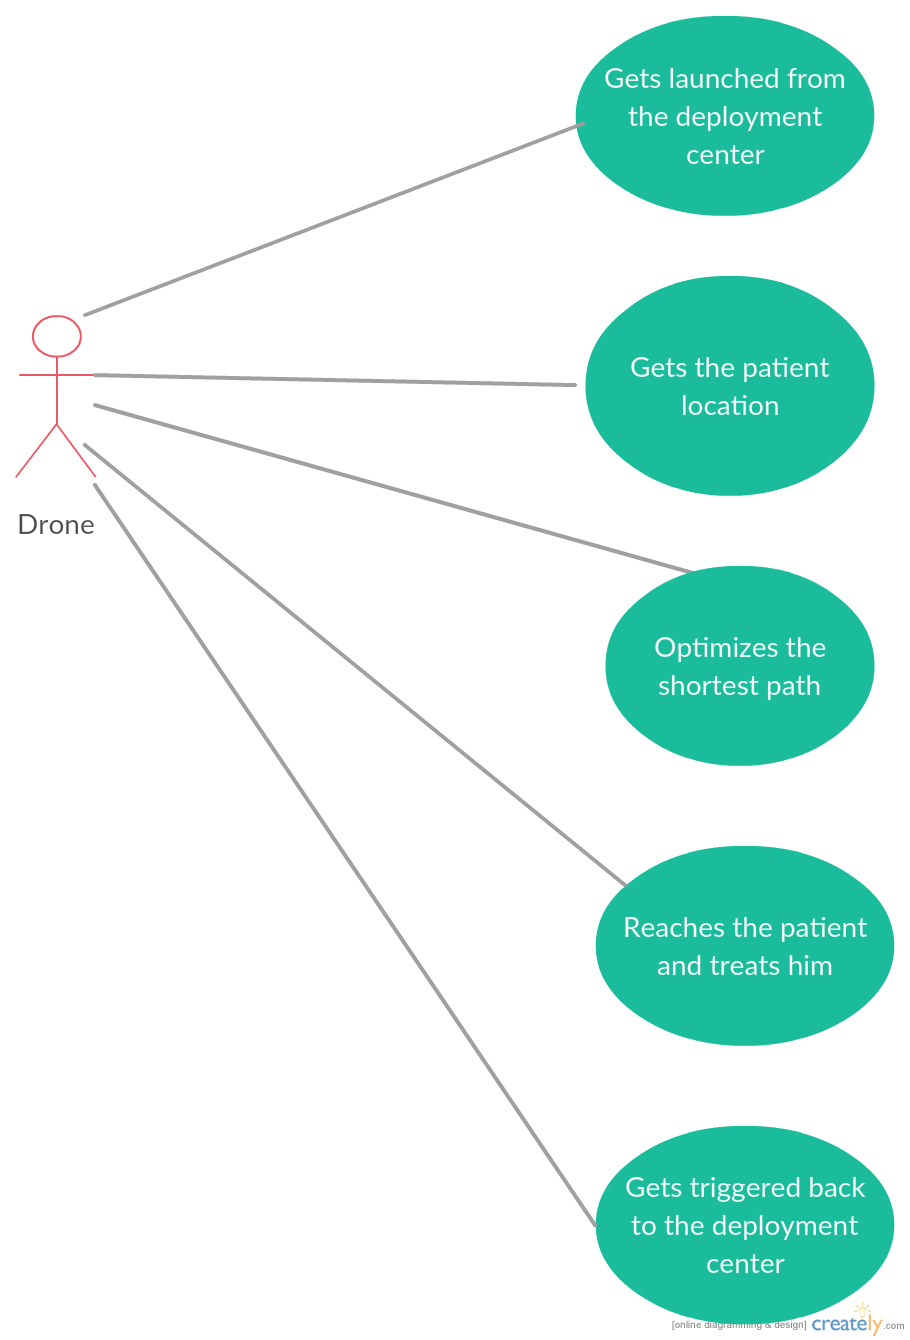 Gets launched from
the deployment
center
Gets the patient
location
Drone
Optimizes the
shortest path
Reaches the patient
and treats him
Gets triggered back
to the deployment
center
[online diagramming & design] creately.com